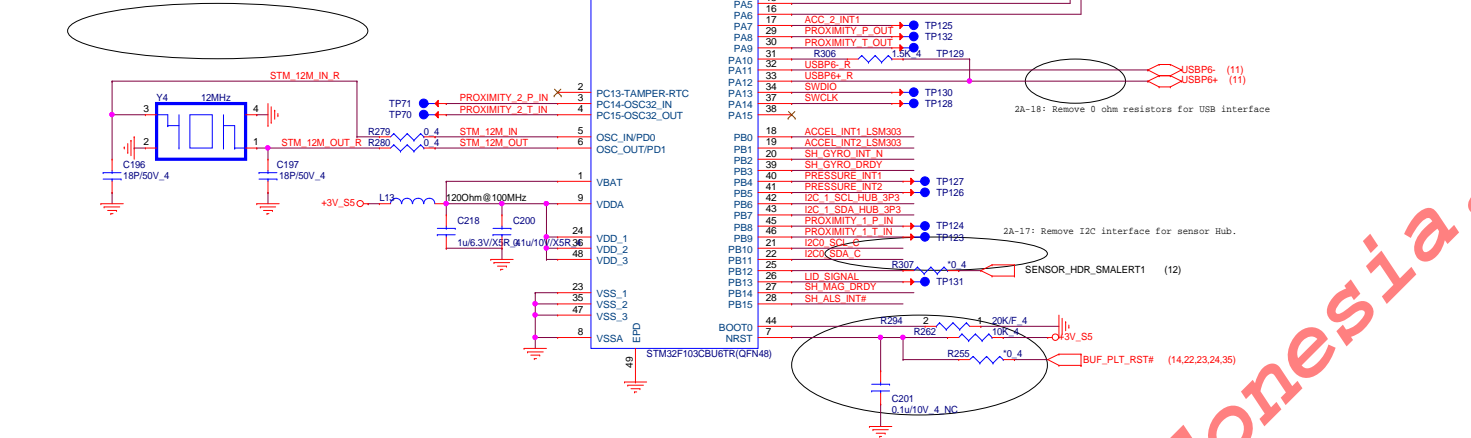 PA5
16 PA6
17 PA7 ACC_2_INT1 TP125
29 PA8 PROXIMITY_P_OUT TP132
30 PA9 PROXIMITY_T_OUT TP129
31 PA10 R306 1.5K_4
32 PA11 USBP6-_R USBP6- (11)
33 PA12 USBP6+_R USBP6+ (11)
34 PA13 SWDIO TP130
37 PA14 SWCLK TP128
38 PA15
2A-18: Remove 0 ohm resistors for USB interface
STM_12M_IN_R
Y4 12MHz
3 4
2 1
STM_12M_OUT_R
C196
18P/50V_4
C197
18P/50V_4
2 PC13-TAMPER-RTC
TP71 PROXIMITY_2_P_IN 3 PC14-OSC32_IN
TP70 PROXIMITY_2_T_IN 4 PC15-OSC32_OUT
R279 0_4 STM_12M_IN 5 OSC_IN/PD0
R280 0_4 STM_12M_OUT 6 OSC_OUT/PD1
18 PB0 ACCEL_INT1_LSM303
19 PB1 ACCEL_INT2_LSM303
20 PB2 SH_GYRO_INT_N
39 PB3 SH_GYRO_DRDY
40 PB4 PRESSURE_INT1 TP127
41 PB5 PRESSURE_INT2 TP126
42 PB6 I2C_1_SCL_HUB_3P3
43 PB7 I2C_1_SDA_HUB_3P3
45 PB8 PROXIMITY_1_P_IN TP124
46 PB9 PROXIMITY_1_T_IN TP123
21 PB10 I2C0_SCL_C
22 PB11 I2C0_SDA_C
25 PB12 R307 *0_4 SENSOR_HDR_SMALERT1 (12)
26 PB13 LID_SIGNAL TP131
27 PB14 SH_MAG_DRDY
28 PB15 SH_ALS_INT#
2A-17: Remove I2C interface for sensor Hub.
1 VBAT
+3V_S5 L13 120Ohm@100MHz 9 VDDA
C218
1u/6.3V/X5R_4
C200
24 VDD_1
36 VDD_2
48 VDD_3
23 VSS_1
35 VSS_2
47 VSS_3
8 VSSA
EPD
49
STM32F103CBU6TR(QFN48)
44 BOOT0 R294 2 1 20K/F_4
7 NRST R262 10K_4 +3V_S5
R255 *0_4 BUF_PLT_RST# (14,22,23,24,35)
C201
0.1u/10V_4_NC
onesia